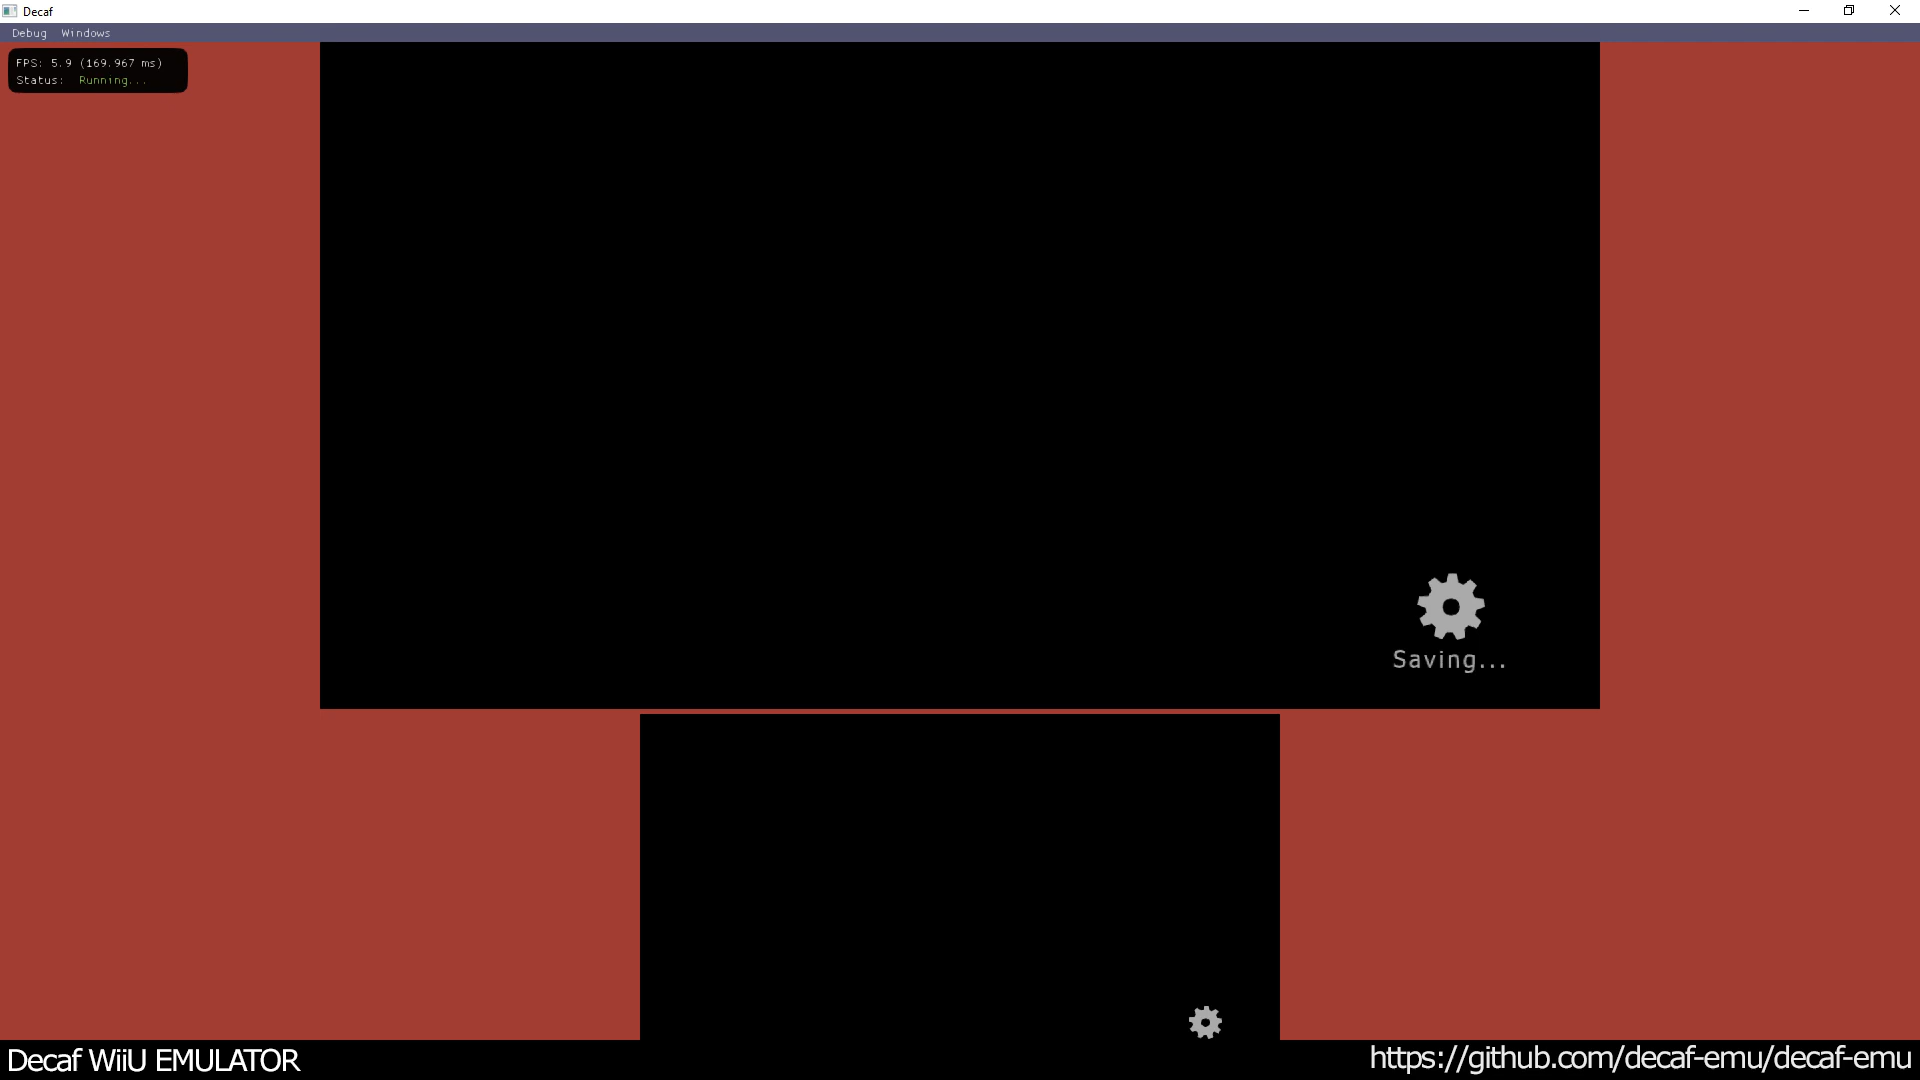 Decaf
Debug Windows
FPS: 5.9 (169.967 ms)
Status: Running...
Saving...
Decaf WiiU EMULATOR
https://github.com/decaf-emu/decaf-emu